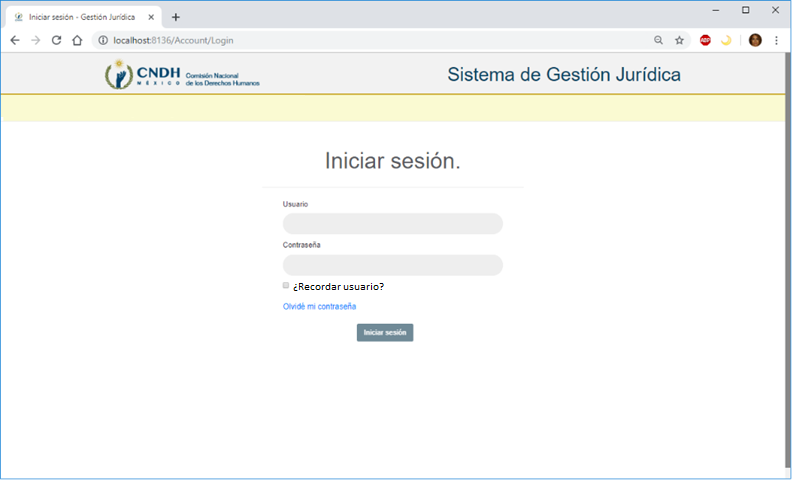 Iniciar sesión - Gestión Jurídica
localhost:8136/Account/Login
ABP
CNDH
MÉXICO
Comisión Nacional
de los Derechos Humanos
Sistema de Gestión Jurídica
Iniciar sesión.
Usuario
Contraseña
¿Recordar usuario?
Olvidé mi contraseña
Iniciar sesión